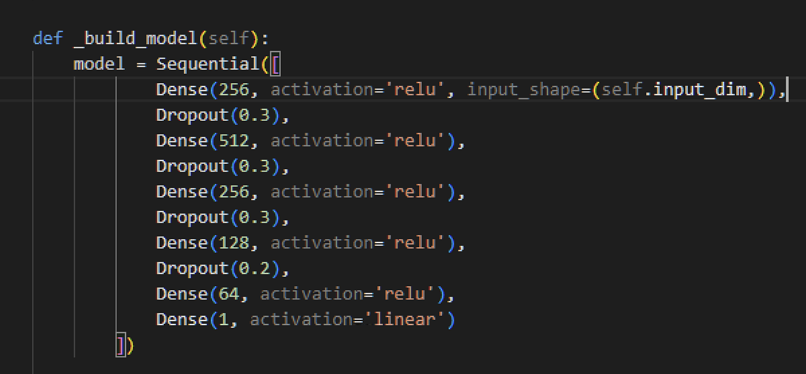 def _build_model(self):
    model = Sequential([
            Dense(256, activation='relu', input_shape=(self.input_dim,)),
            Dropout(0.3),
            Dense(512, activation='relu'),
            Dropout(0.3),
            Dense(256, activation='relu'),
            Dropout(0.3),
            Dense(128, activation='relu'),
            Dropout(0.2),
            Dense(64, activation='relu'),
            Dense(1, activation='linear')
        ])